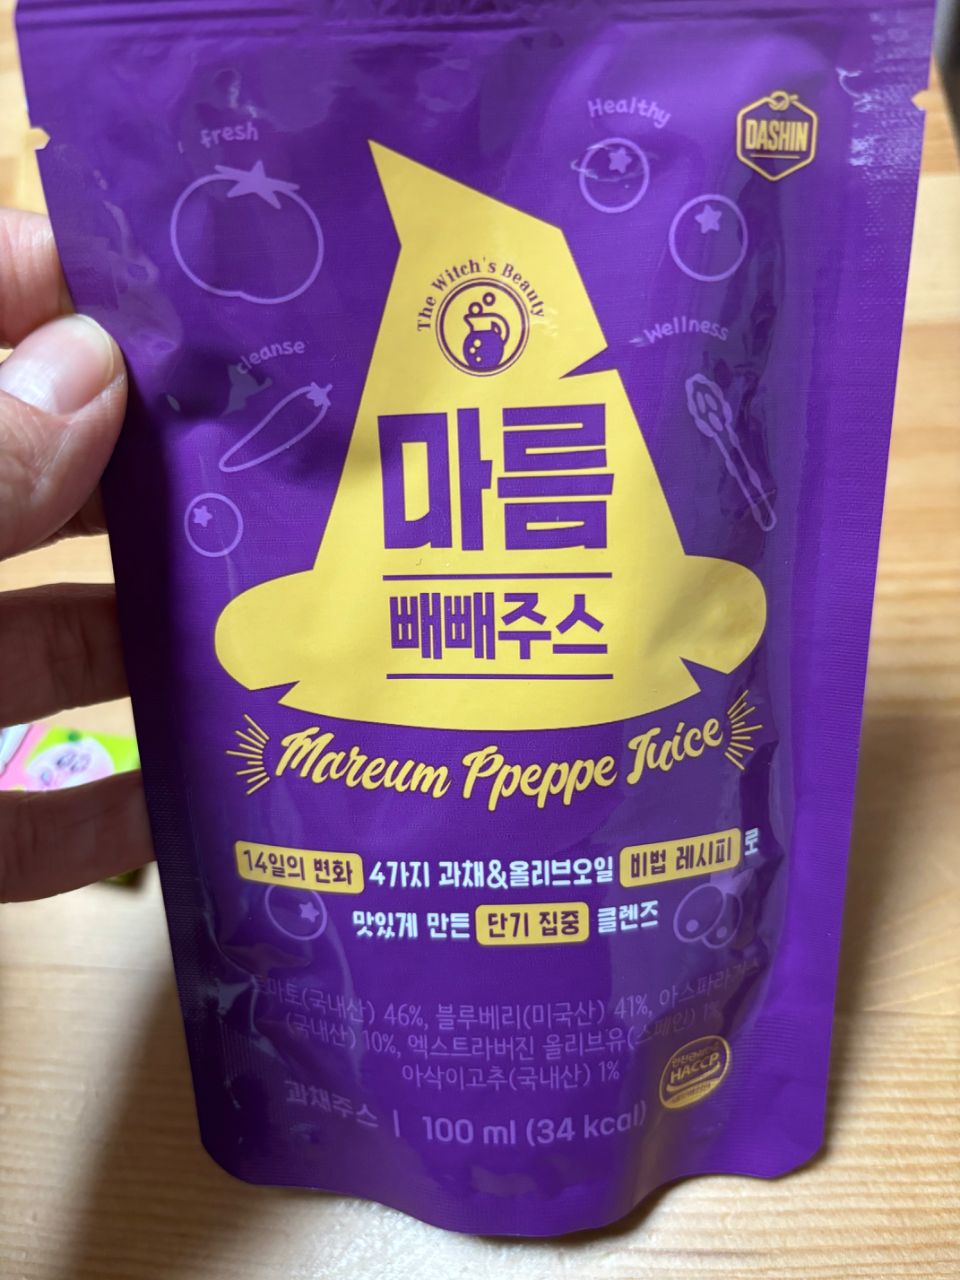 fresh
Healthy
DASHIN
The Witch's Beauty
cleanse
Wellness
마름
빼빼주스
Mareum Ppeppe Juice
14일의 변화 4가지 과채&올리브오일 비법 레시피로
맛있게 만든 단기 집중 클렌즈
토마토(국내산) 46%, 블루베리(미국산) 41%, 아스파라거스
(국내산) 10%, 엑스트라버진 올리브유(스페인) 1%
아삭이고추(국내산) 1%
HACCP
과채주스 | 100 ml (34 kcal)